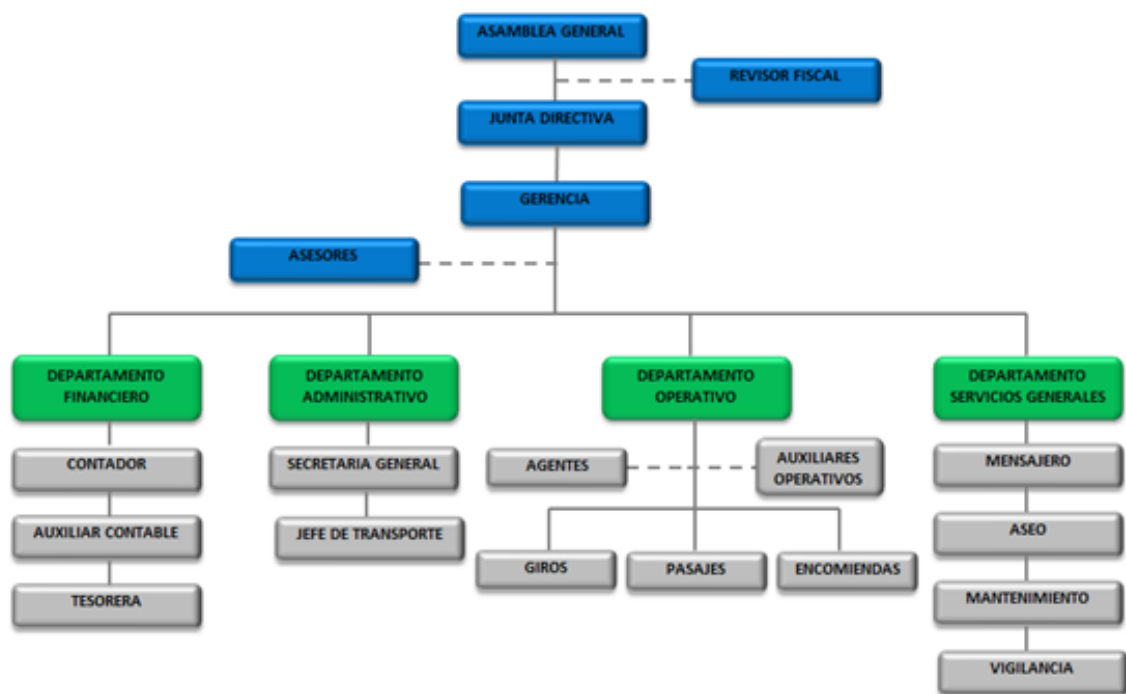 ASAMBLEA GENERAL
REVISOR FISCAL
JUNTA DIRECTIVA
GERENCIA
ASESORES
DEPARTAMENTO
FINANCIERO
DEPARTAMENTO
ADMINISTRATIVO
DEPARTAMENTO
OPERATIVO
DEPARTAMENTO
SERVICIOS GENERALES
CONTADOR
AUXILIAR CONTABLE
TESORERA
SECRETARIA GENERAL
JEFE DE TRANSPORTE
AGENTES
AUXILIARES
OPERATIVOS
GIROS
PASAJES
ENCOMIENDAS
MENSAJERO
ASEO
MANTENIMIENTO
VIGILANCIA